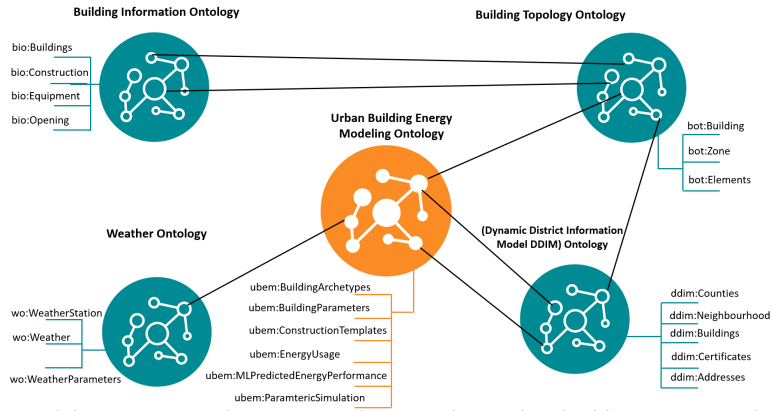 Building Information Ontology
bio:Buildings
bio:Construction
bio:Equipment
bio:Opening
Building Topology Ontology
bot:Building
bot:Zone
bot:Elements
Urban Building Energy
Modeling Ontology
ubem:BuildingArchetypes
ubem:BuildingParameters
ubem:ConstructionTemplates
ubem:EnergyUsage
ubem:MLPredictedEnergyPerformance
ubem:ParamtericSimulation
Weather Ontology
wo:WeatherStation
wo:Weather
wo:WeatherParameters
(Dynamic District Information
Model DDIM) Ontology
ddim:Counties
ddim:Neighbourhood
ddim:Buildings
ddim:Certificates
ddim:Addresses